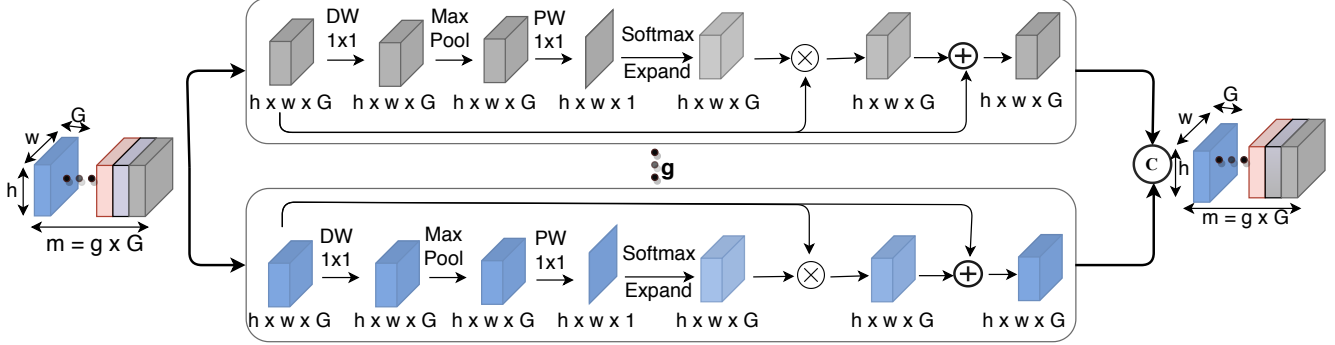 DW Max PW
1x1 Pool 1x1 Softmax
Expand
h x w x G h x w x G h x w x G h x w x 1 h x w x G h x w x G h x w x G
G
w
h
m = g x G
g
C
G
w
h
m = g x G
DW Max PW
1x1 Pool 1x1 Softmax
Expand
h x w x G h x w x G h x w x G h x w x 1 h x w x G h x w x G h x w x G